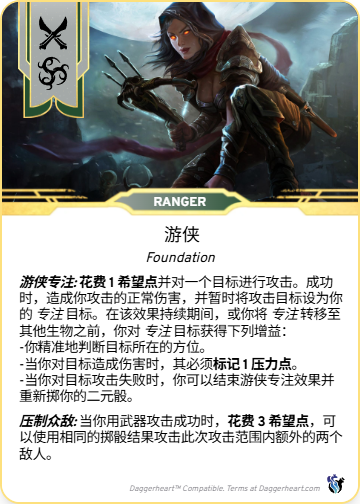 RANGER
游侠
Foundation
游侠专注:花费 1 希望点并对一个目标进行攻击。成功
时，造成你攻击的正常伤害，并暂时将攻击目标设为你
的 专注 目标。在该效果持续期间，或你将 专注 转移至
其他生物之前，你对 专注 目标获得下列增益：
-你精准地判断目标所在的方位。
-当你对目标造成伤害时，其必须标记 1 压力点。
-当你对目标攻击失败时，你可以结束游侠专注效果并
重新掷你的二元骰。
压制众敌:当你用武器攻击成功时，花费 3 希望点，可
以使用相同的掷骰结果攻击此次攻击范围内额外的两个
敌人。
Daggerheart™ Compatible. Terms at Daggerheart.com